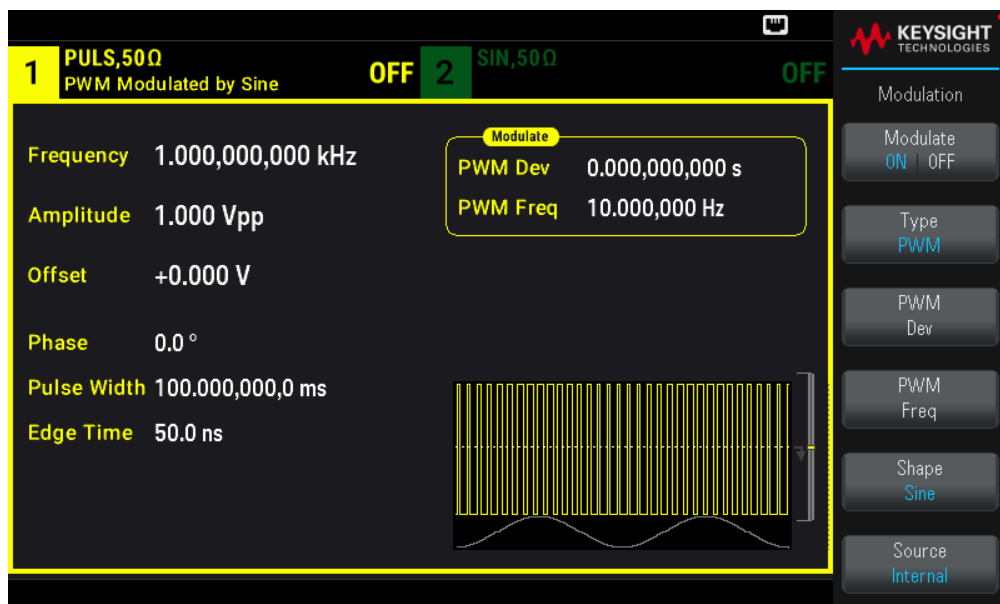 KEYSIGHT
TECHNOLOGIES
1 PULS,50Ω OFF
PWM Modulated by Sine
2 SIN,50Ω OFF
Modulation
Frequency 1.000,000,000 kHz
Amplitude 1.000 Vpp
Offset +0.000 V
Phase 0.0 °
Pulse Width 100.000,000,0 ms
Edge Time 50.0 ns
Modulate
PWM Dev 0.000,000,000 s
PWM Freq 10.000,000 Hz
Modulate
ON | OFF
Type
PWM
PWM
Dev
PWM
Freq
Shape
Sine
Source
Internal